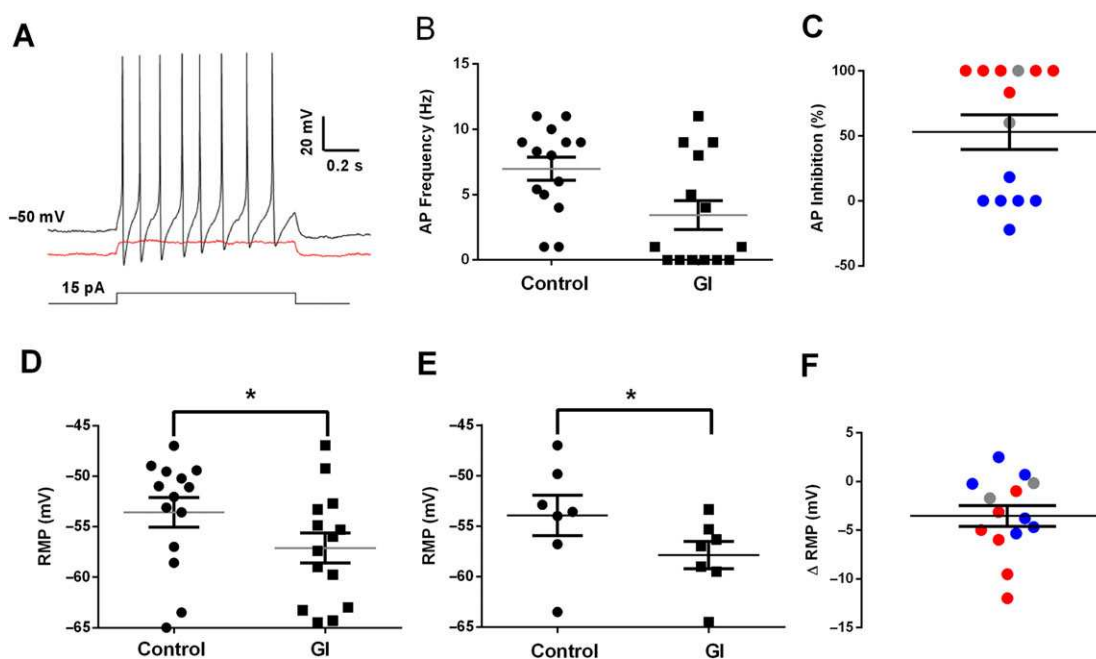 A
20 mV
0.2 s
–50 mV
15 pA
B
AP Frequency (Hz)
15
10
5
0
Control
GI
C
AP Inhibition (%)
100
50
0
-50
D
*
RMP (mV)
–45
–50
–55
–60
–65
Control
GI
E
*
RMP (mV)
–45
–50
–55
–60
–65
Control
GI
F
Δ RMP (mV)
5
0
–5
–10
–15